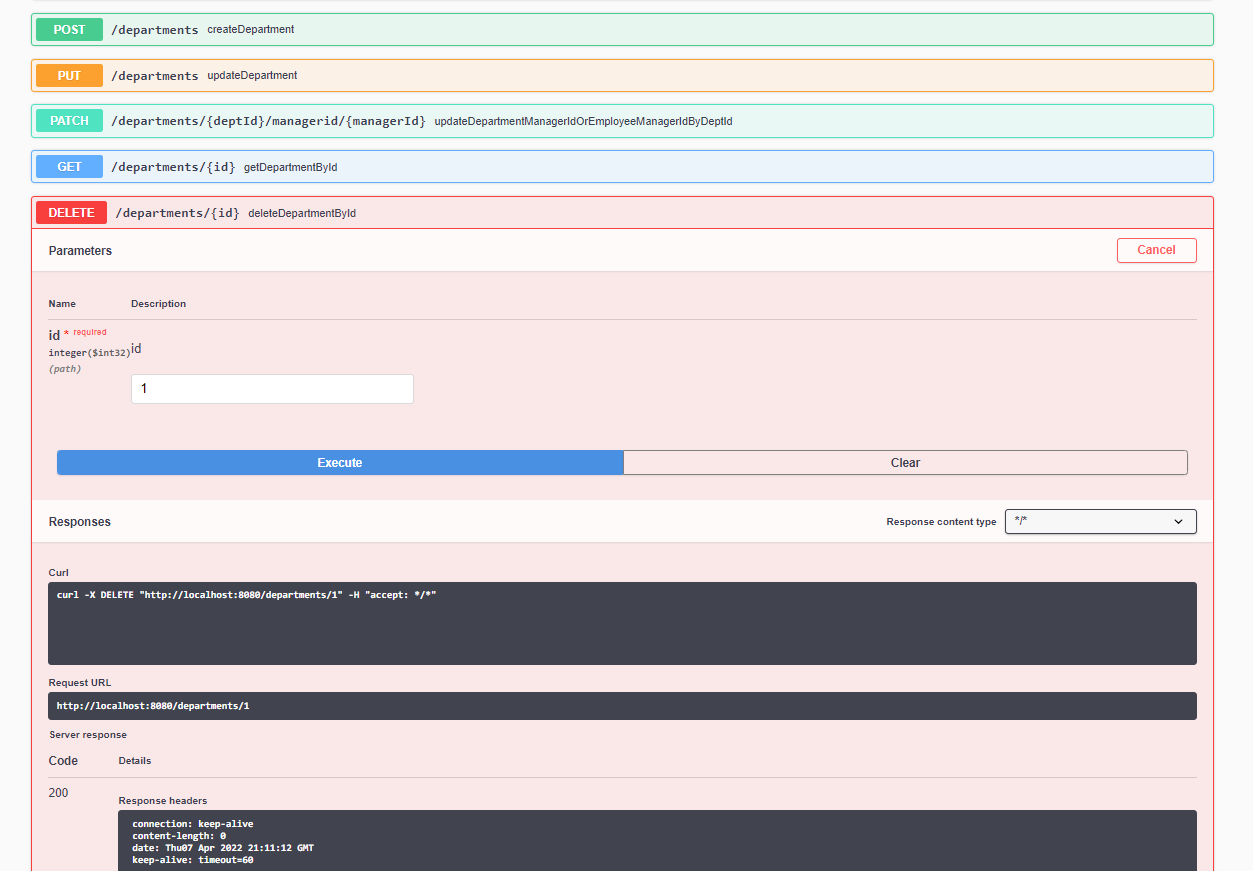 POST /departments createDepartment
PUT /departments updateDepartment
PATCH /departments/{deptId}/managerid/{managerId} updateDepartmentManagerIdOrEmployeeManagerIdByDeptId
GET /departments/{id} getDepartmentById
DELETE /departments/{id} deleteDepartmentById
Parameters Cancel
Name Description
id * required
integer($int32) id
(path)
1
Execute Clear
Responses Response content type */*
Curl
curl -X DELETE "http://localhost:8080/departments/1" -H "accept: */*"
Request URL
http://localhost:8080/departments/1
Server response
Code Details
200
Response headers
connection: keep-alive
content-length: 0
date: Thu07 Apr 2022 21:11:12 GMT
keep-alive: timeout=60